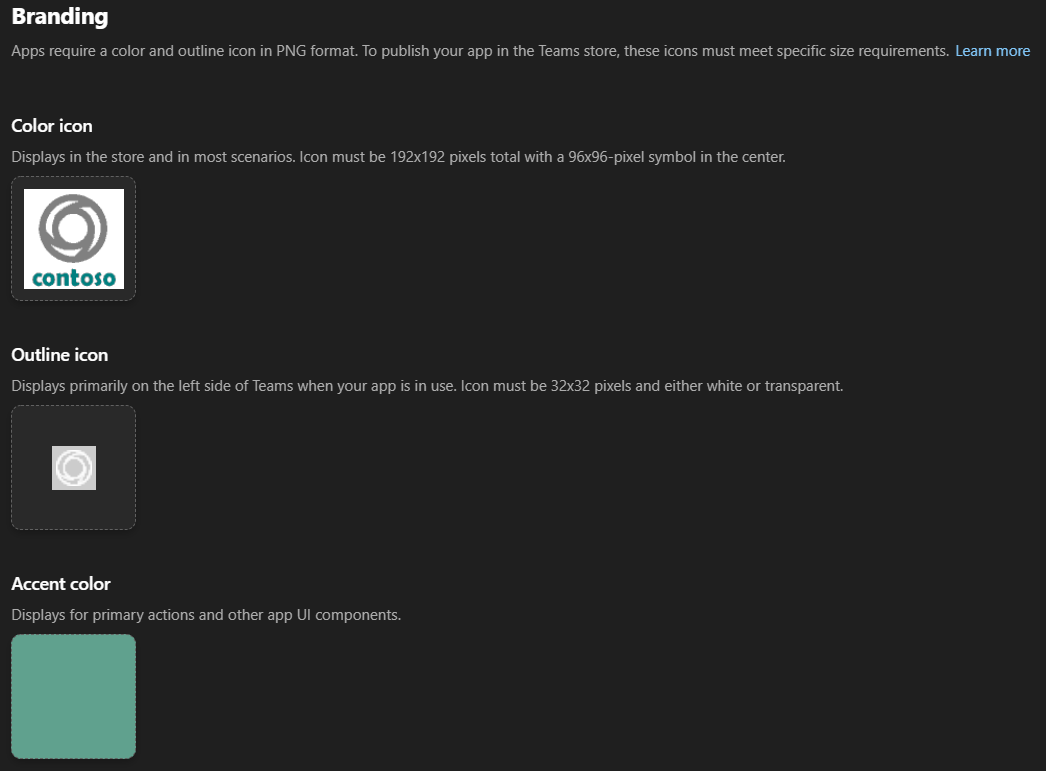 Branding
Apps require a color and outline icon in PNG format. To publish your app in the Teams store, these icons must meet specific size requirements. Learn more
Color icon
Displays in the store and in most scenarios. Icon must be 192x192 pixels total with a 96x96-pixel symbol in the center.
contoso
Outline icon
Displays primarily on the left side of Teams when your app is in use. Icon must be 32x32 pixels and either white or transparent.
Accent color
Displays for primary actions and other app UI components.